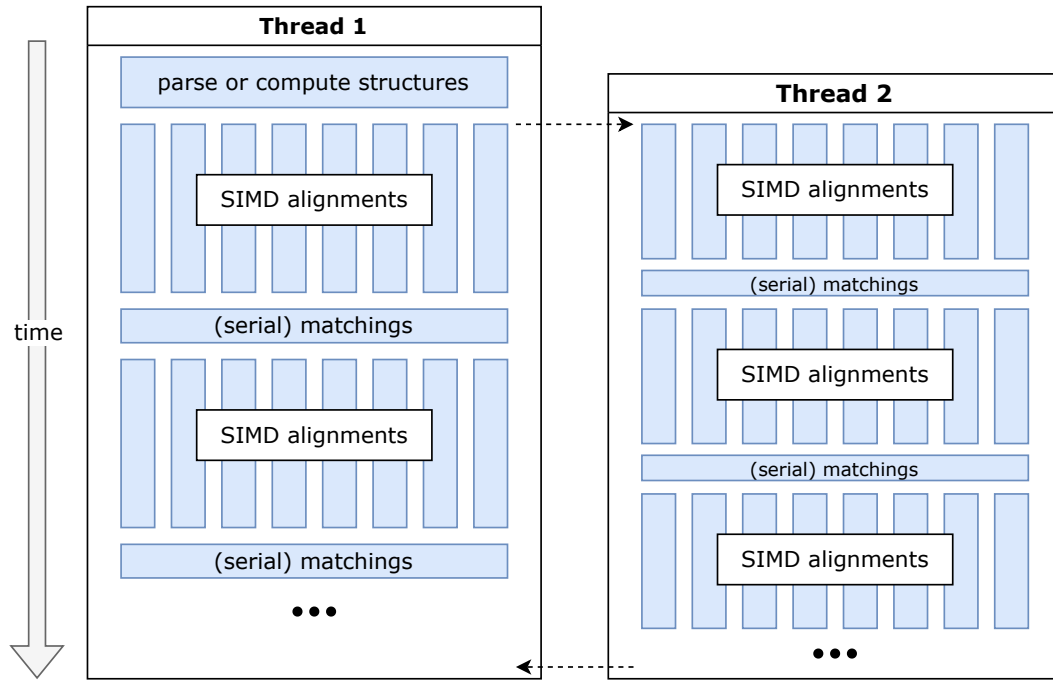 Thread 1
parse or compute structures
SIMD alignments
(serial) matchings
SIMD alignments
(serial) matchings
•••
time
Thread 2
SIMD alignments
(serial) matchings
SIMD alignments
(serial) matchings
SIMD alignments
•••